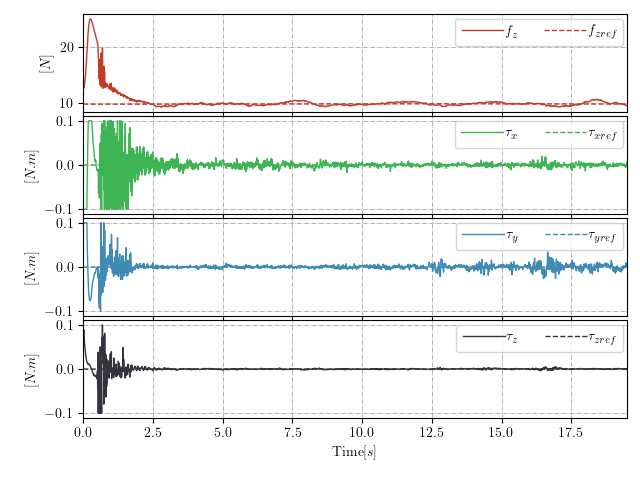 [N]
20
10
f_z f_zref
[N.m]
0.1
0.0
−0.1
τ_x τ_xref
[N.m]
0.1
0.0
−0.1
τ_y τ_yref
[N.m]
0.1
0.0
−0.1
τ_z τ_zref
0.0 2.5 5.0 7.5 10.0 12.5 15.0 17.5
Time[s]